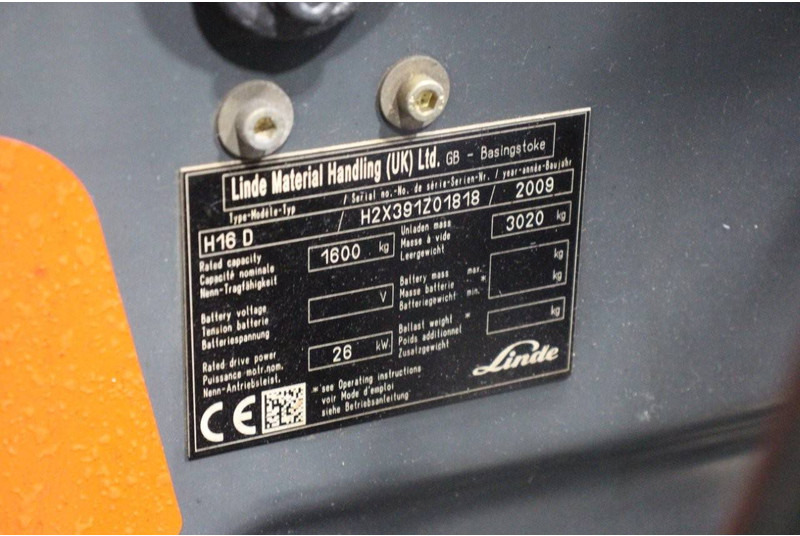 Linde Material Handling (UK) Ltd. GB - Basingstoke
Type-Modèle-Typ / Serial no.-No. de série-Serien-Nr. / year-année-Baujahr
H16 D / H2X391Z01818 / 2009
Rated capacity
Capacité nominale
Nenn-Tragfähigkeit
1600 kg
Unladen mass
Masse à vide
Leergewicht
3020 kg
Battery voltage
Tension batterie
Batteriespannung
V
Battery mass max.
Masse batterie *
Batteriegewicht min.
kg
kg
Rated drive power
Puissance motr.nom.
Nenn-Antriebsleist.
26 kW
Ballast weight *
Poids additionnel
Zusatzgewicht
kg
CE
*see Operating instructions
voir Mode d'emploi
siehe Betriebsanleitung
Linde